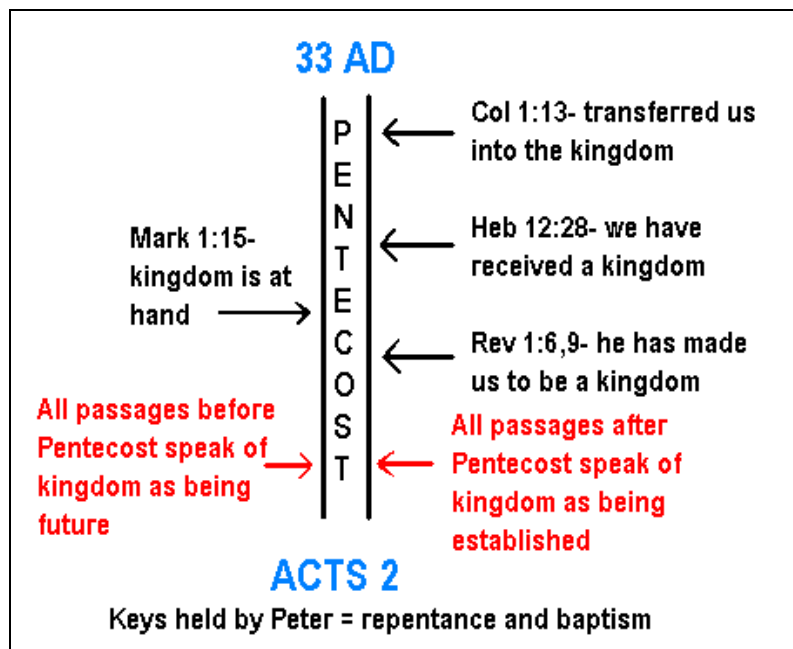 33 AD
PENTECOST
Mark 1:15-
kingdom is at
hand
All passages before
Pentecost speak of
kingdom as being
future
Col 1:13- transferred us
into the kingdom
Heb 12:28- we have
received a kingdom
Rev 1:6,9- he has made
us to be a kingdom
All passages after
Pentecost speak of
kingdom as being
established
ACTS 2
Keys held by Peter = repentance and baptism